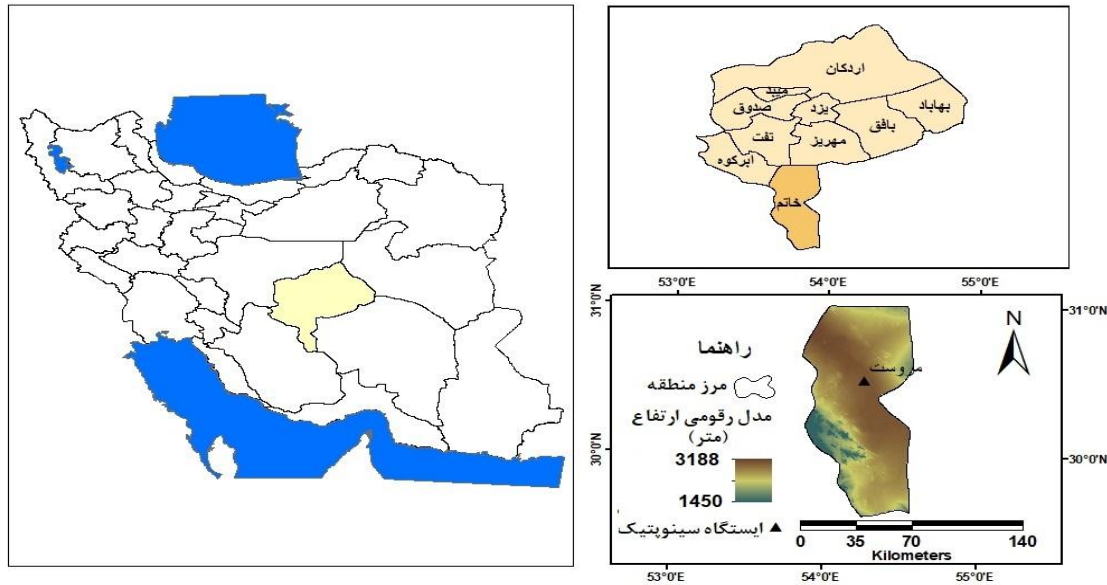 اردکان
میبد
بهاباد
صدوق
یزد
بافق
تفت
مهریز
ابرکوه
خاتم
53°0'E 54°0'E 55°0'E
31°0'N
31°0'N
N
راهنما
مروست
مرز منطقه
مدل رقومی ارتفاع
(متر)
30°0'N
30°0'N
3188
1450
ایستگاه سینوپتیک
0 35 70 140
Kilometers
53°0'E 54°0'E 55°0'E